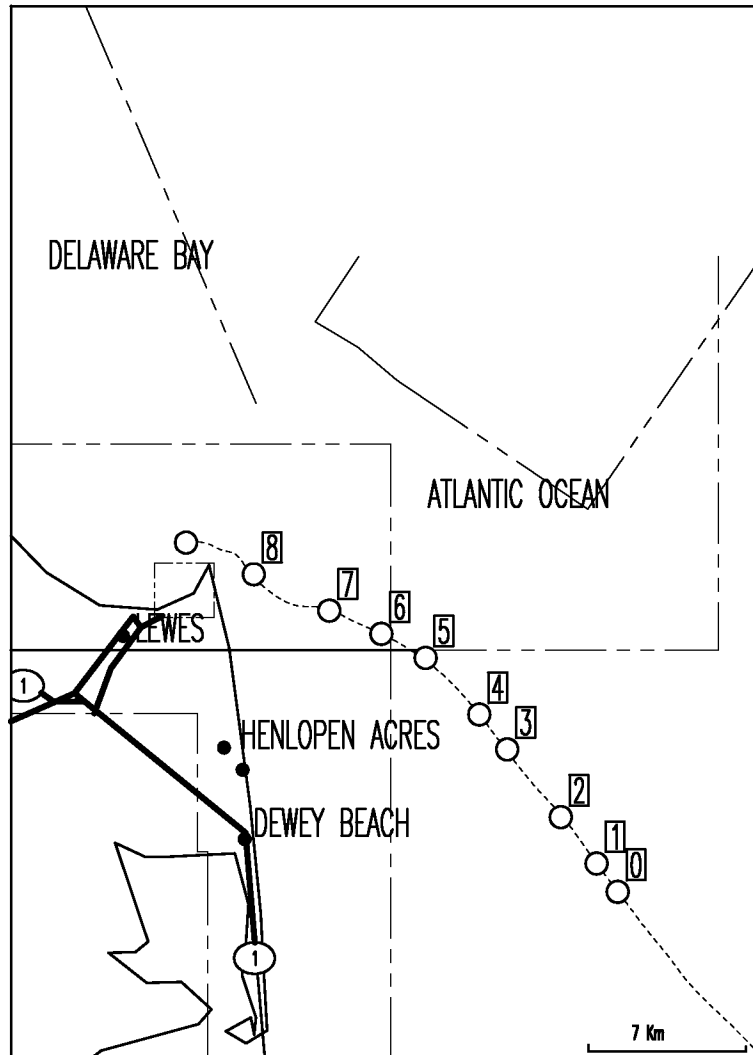 DELAWARE BAY
ATLANTIC OCEAN
8
7
6
5
LEWES
1
4
HENLOPEN ACRES
3
2
DEWEY BEACH
1
0
1
7 Km